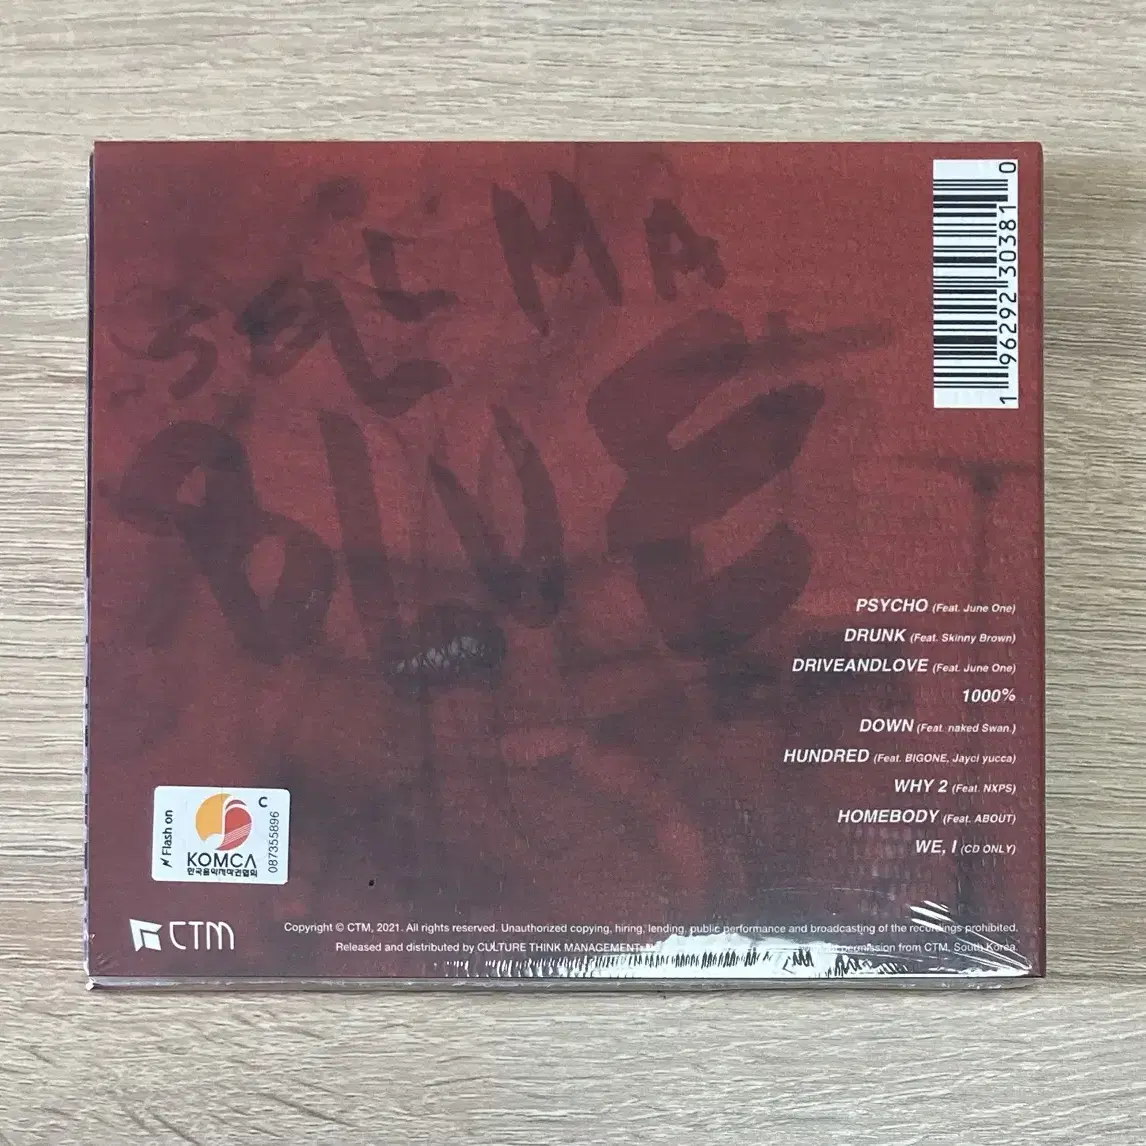 SELMA
BLUE
1 96292 30381 0
PSYCHO (Feat. June One)
DRUNK (Feat. Skinny Brown)
DRIVEANDLOVE (Feat. June One)
1000%
DOWN (Feat. naked Swan.)
HUNDRED (Feat. BIGONE, Jayci yucca)
WHY 2 (Feat. NXPS)
HOMEBODY (Feat. ABOUT)
WE, I (CD ONLY)
Flash on
KOMCA
한국음악저작권협회
C
087355896
CTM
Copyright © CTM, 2021. All rights reserved. Unauthorized copying, hiring, lending, public performance and broadcasting of the recordings prohibited.
Released and distributed by CULTURE THINK MANAGEMENT. permission from CTM, South Korea.